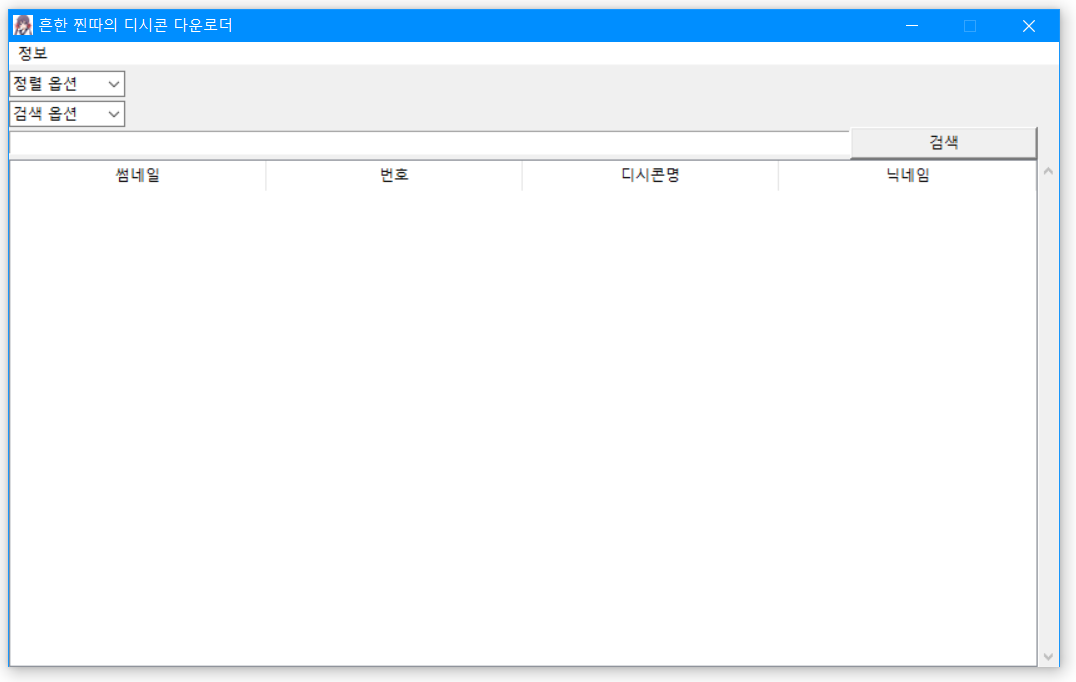 흔한 찐따의 디시콘 다운로더
정보
정렬 옵션
검색 옵션
검색
썸네일 번호 디시콘명 닉네임